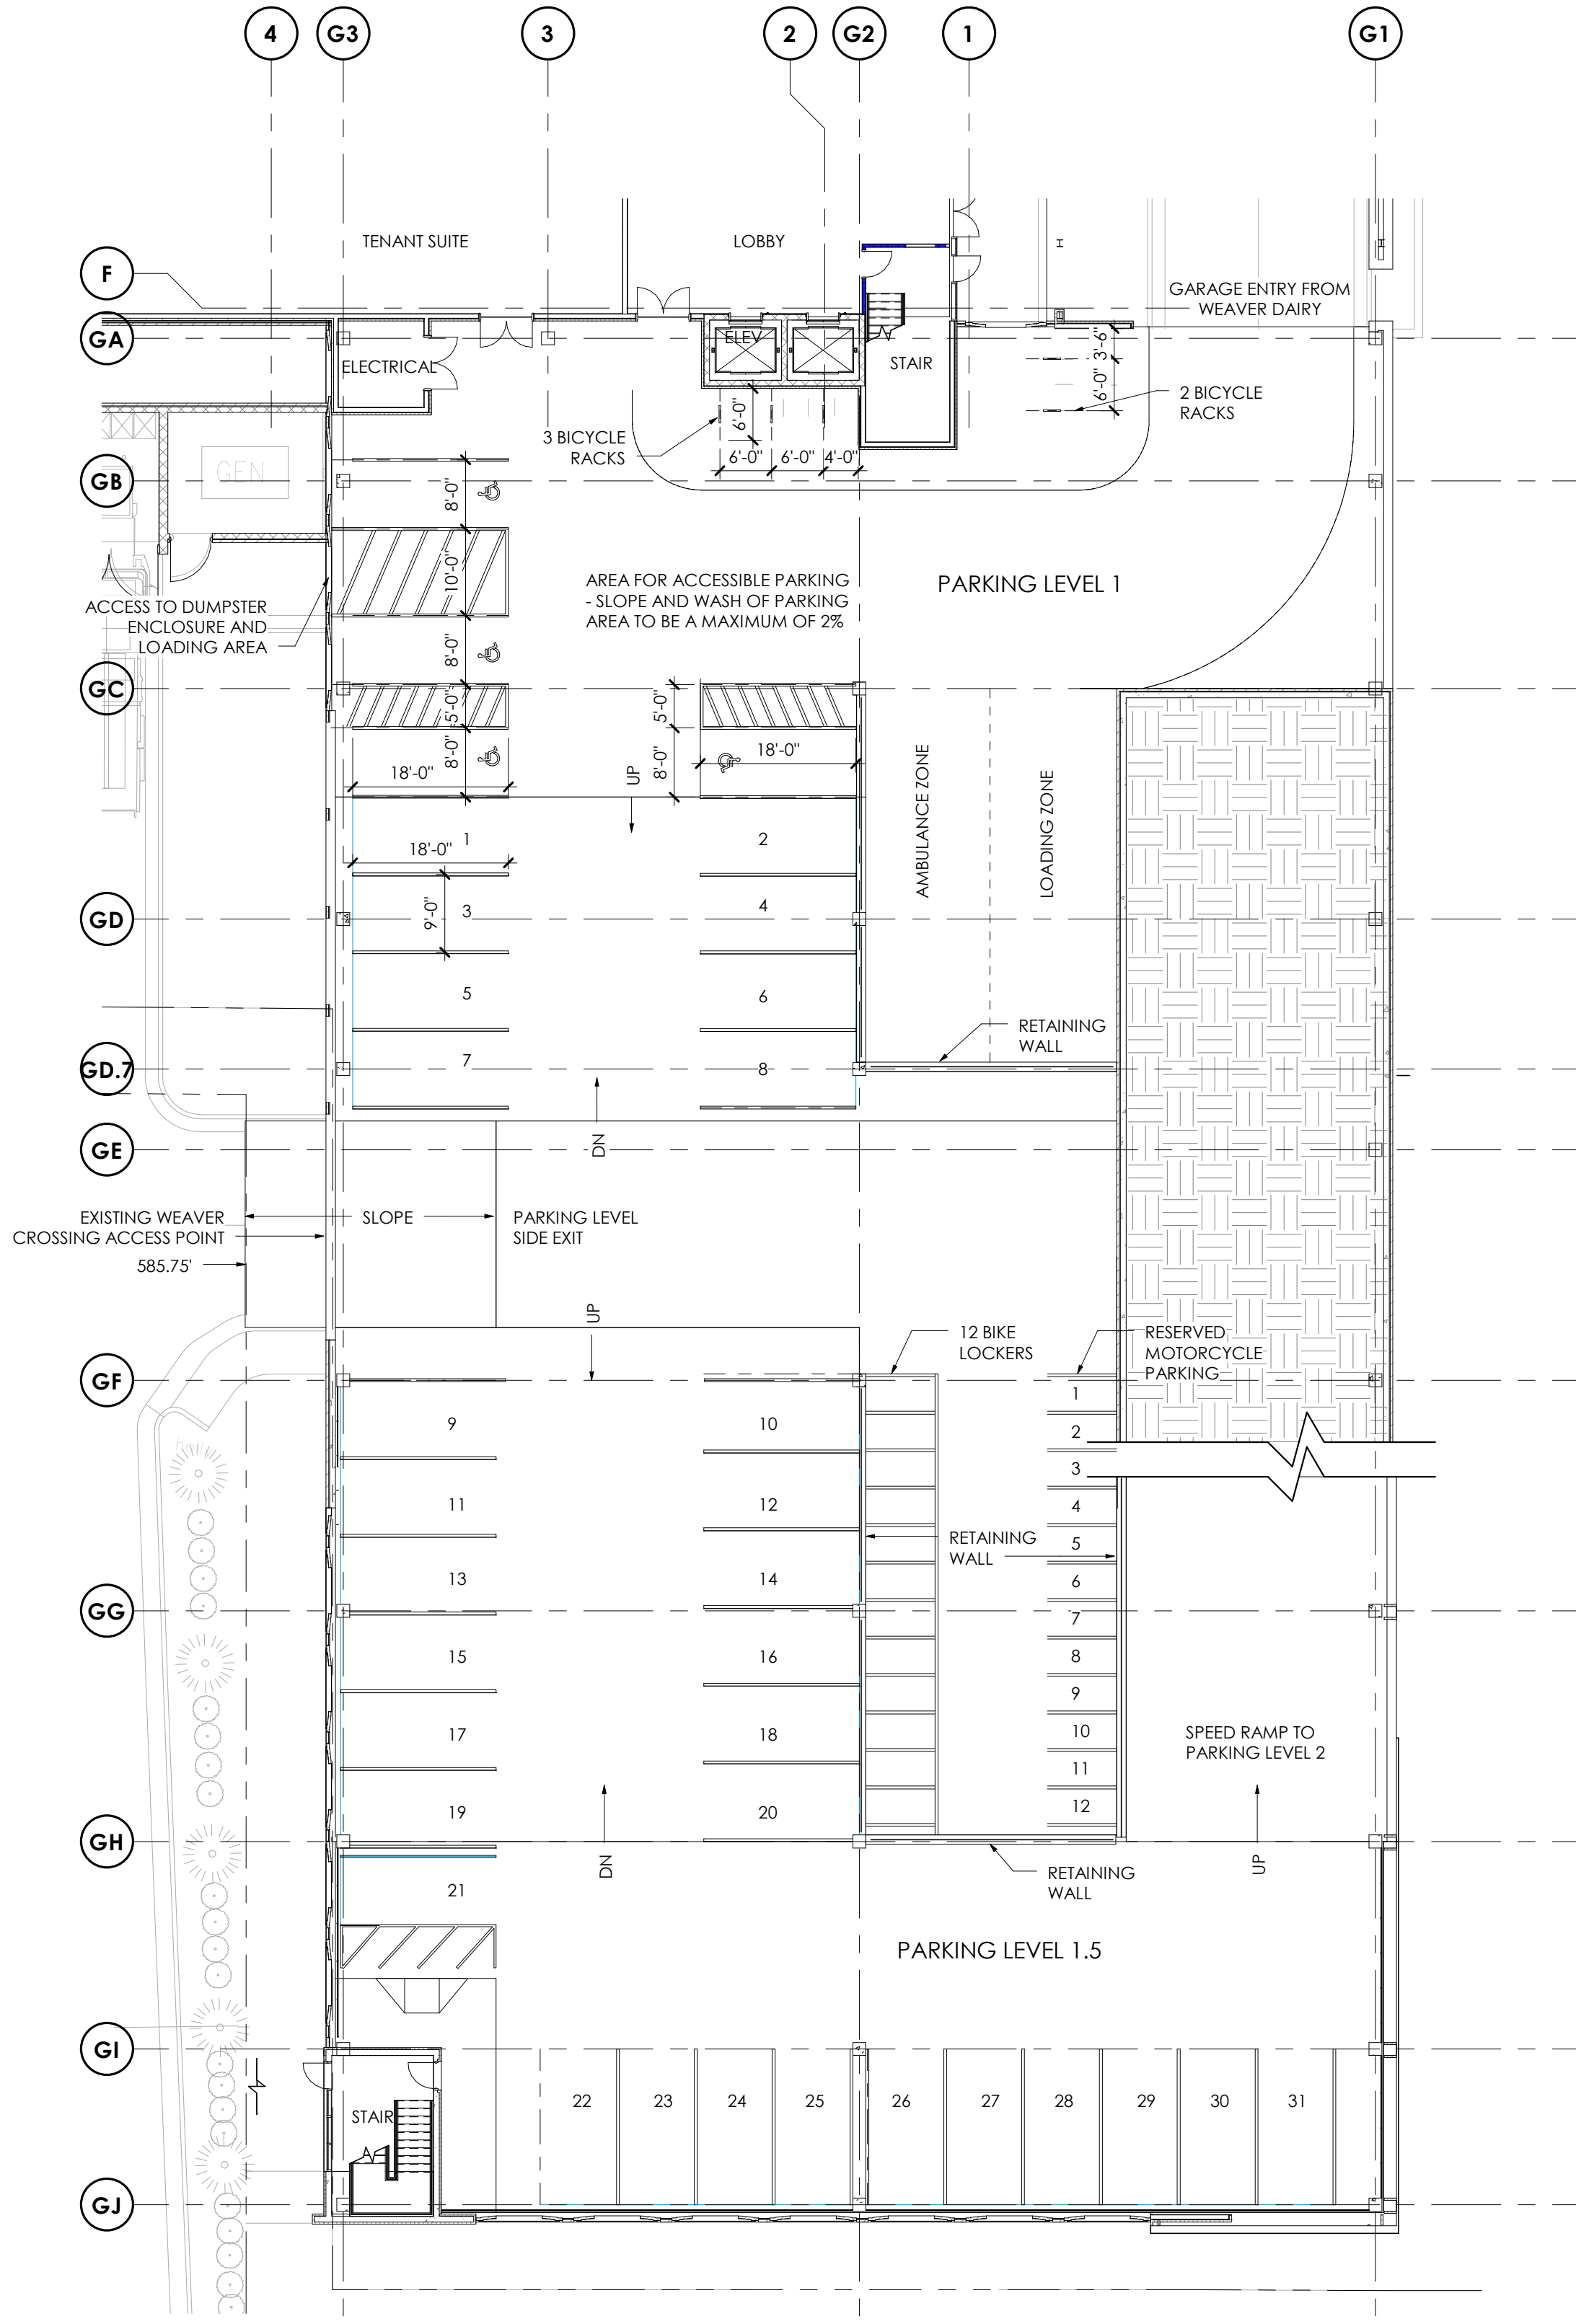 4
G3
3
2
G2
1
G1
TENANT SUITE
LOBBY
F
GARAGE ENTRY FROM
WEAVER DAIRY
GA
ELECTRICAL
ELEV
STAIR
3'-6"
6'-0"
2 BICYCLE
RACKS
3 BICYCLE
RACKS
6'-0"
6'-0"
6'-0"
4'-0"
GEN
GB
8'-0"
10'-0"
AREA FOR ACCESSIBLE PARKING
- SLOPE AND WASH OF PARKING
AREA TO BE A MAXIMUM OF 2%
PARKING LEVEL 1
ACCESS TO DUMPSTER
ENCLOSURE AND
LOADING AREA
8'-0"
GC
5'-0"
5'-0"
8'-0"
18'-0"
UP
8'-0"
18'-0"
AMBULANCE ZONE
LOADING ZONE
1
2
18'-0"
9'-0"
3
4
GD
5
6
RETAINING
WALL
7
8
GD.7
DN
GE
EXISTING WEAVER
CROSSING ACCESS POINT
585.75'
SLOPE
PARKING LEVEL
SIDE EXIT
UP
12 BIKE
LOCKERS
RESERVED
MOTORCYCLE
PARKING
GF
9
10
1
2
3
11
12
4
RETAINING
WALL
5
13
14
6
GG
7
15
16
8
9
17
18
10
SPEED RAMP TO
PARKING LEVEL 2
11
19
20
12
GH
DN
UP
RETAINING
WALL
21
PARKING LEVEL 1.5
GI
22
23
24
25
26
27
28
29
30
31
STAIR
GJ